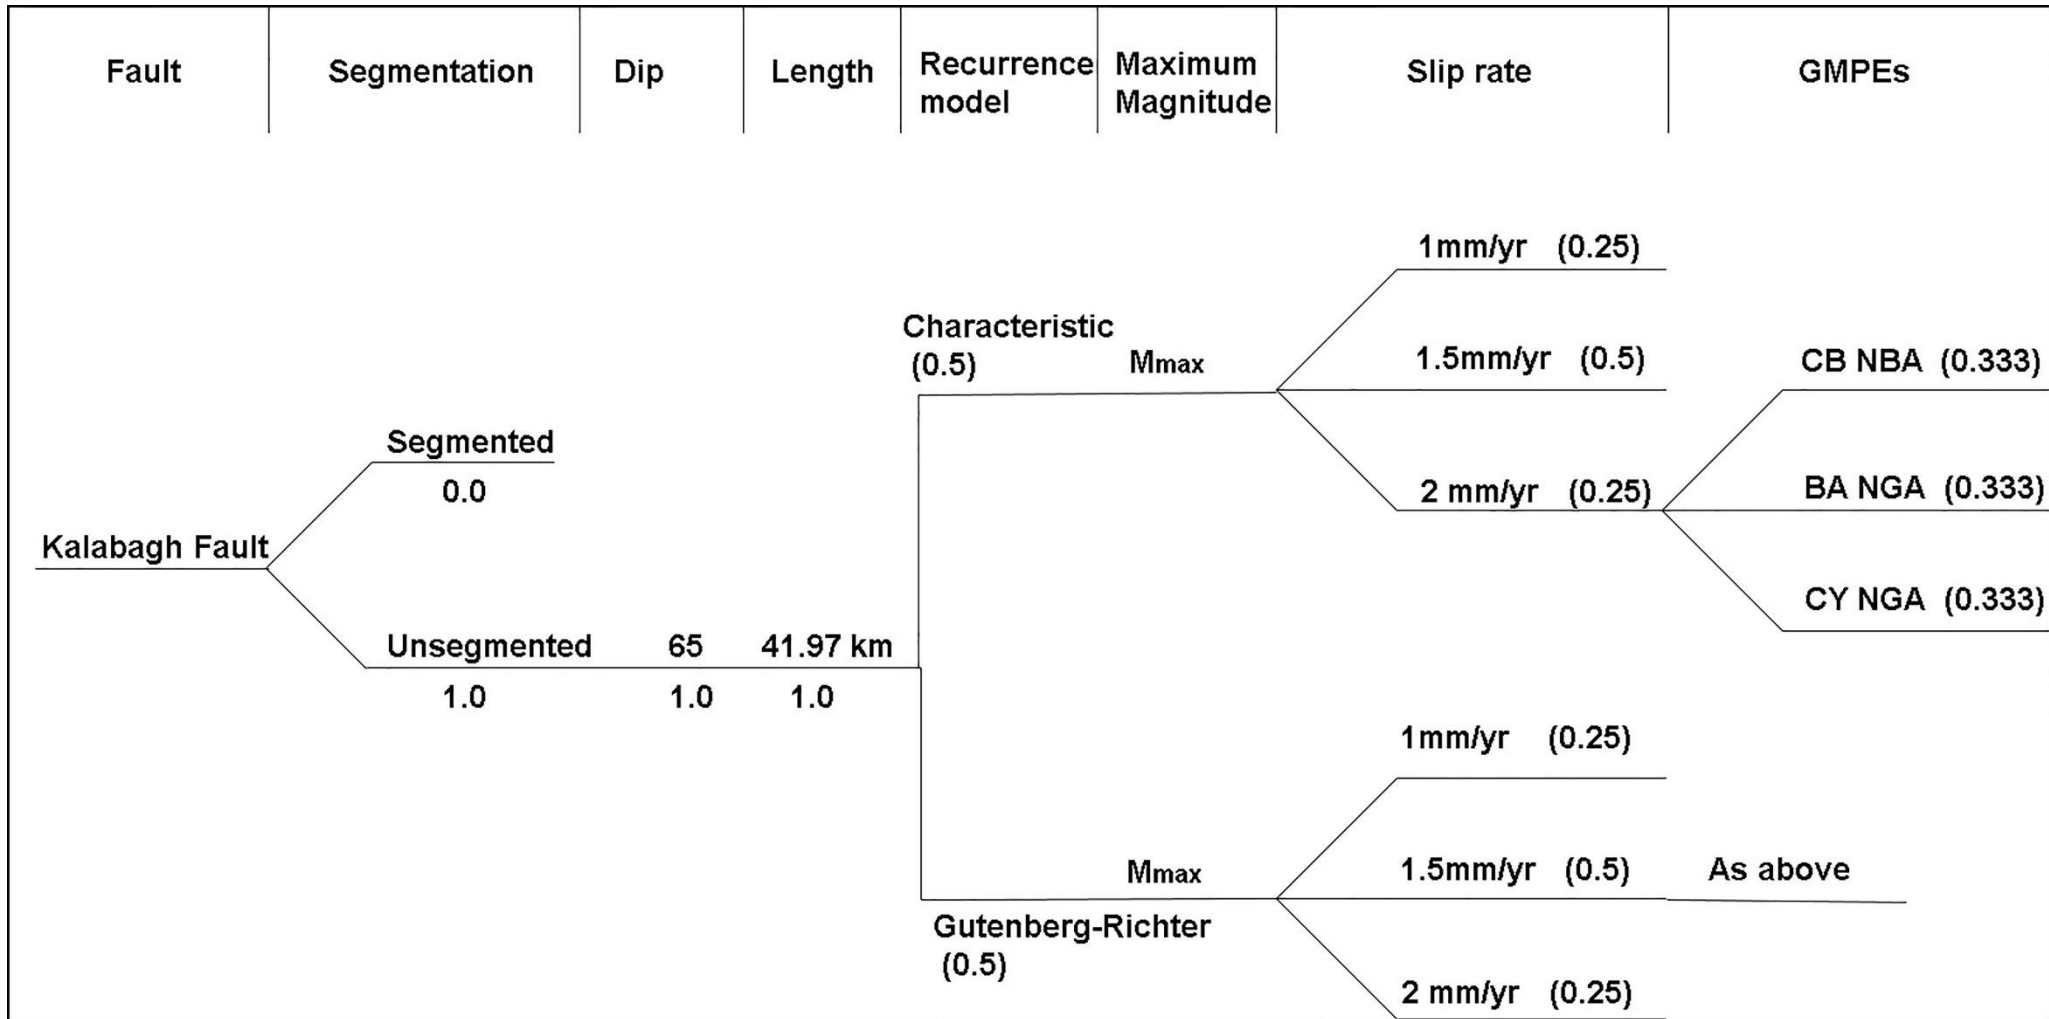 Fault
Segmentation
Dip
Length
Recurrence
model
Maximum
Magnitude
Slip rate
GMPEs
1mm/yr (0.25)
Characteristic
(0.5)
Mmax
1.5mm/yr (0.5)
CB NBA (0.333)
Segmented
0.0
2 mm/yr (0.25)
BA NGA (0.333)
Kalabagh Fault
CY NGA (0.333)
Unsegmented
1.0
65
1.0
41.97 km
1.0
1mm/yr (0.25)
Mmax
1.5mm/yr (0.5)
As above
Gutenberg-Richter
(0.5)
2 mm/yr (0.25)